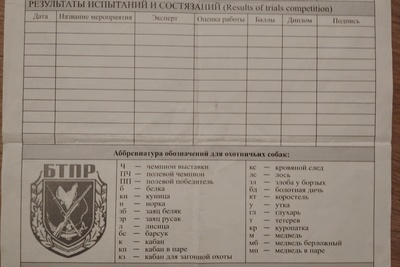 РЕЗУЛЬТАТЫ ИСПЫТАНИЙ И СОСТЯЗАНИЙ (Results of trials competition)
Дата Название мероприятия Эксперт Оценка работы Баллы Диплом Подпись
Аббревиатура обозначений для охотничьих собак:
БТПР
Ч — чемпион выставки
ПЧ — полевой чемпион
ПП — полевой победитель
б — белка
кн — куница
н — норка
зб — заяц беляк
зр — заяц русак
л — лисица
бс — барсук
к — кабан
кп — кабан в паре
кз — кабан для загонной охоты
кс — кровяной след
лс — лось
зл — злоба у борзых
бд — болотная дичь
кт — коростель
у — утка
гл — глухарь
т — тетерев
кр — куропатка
м — медведь
мб — медведь берложный
мп — медведь в паре